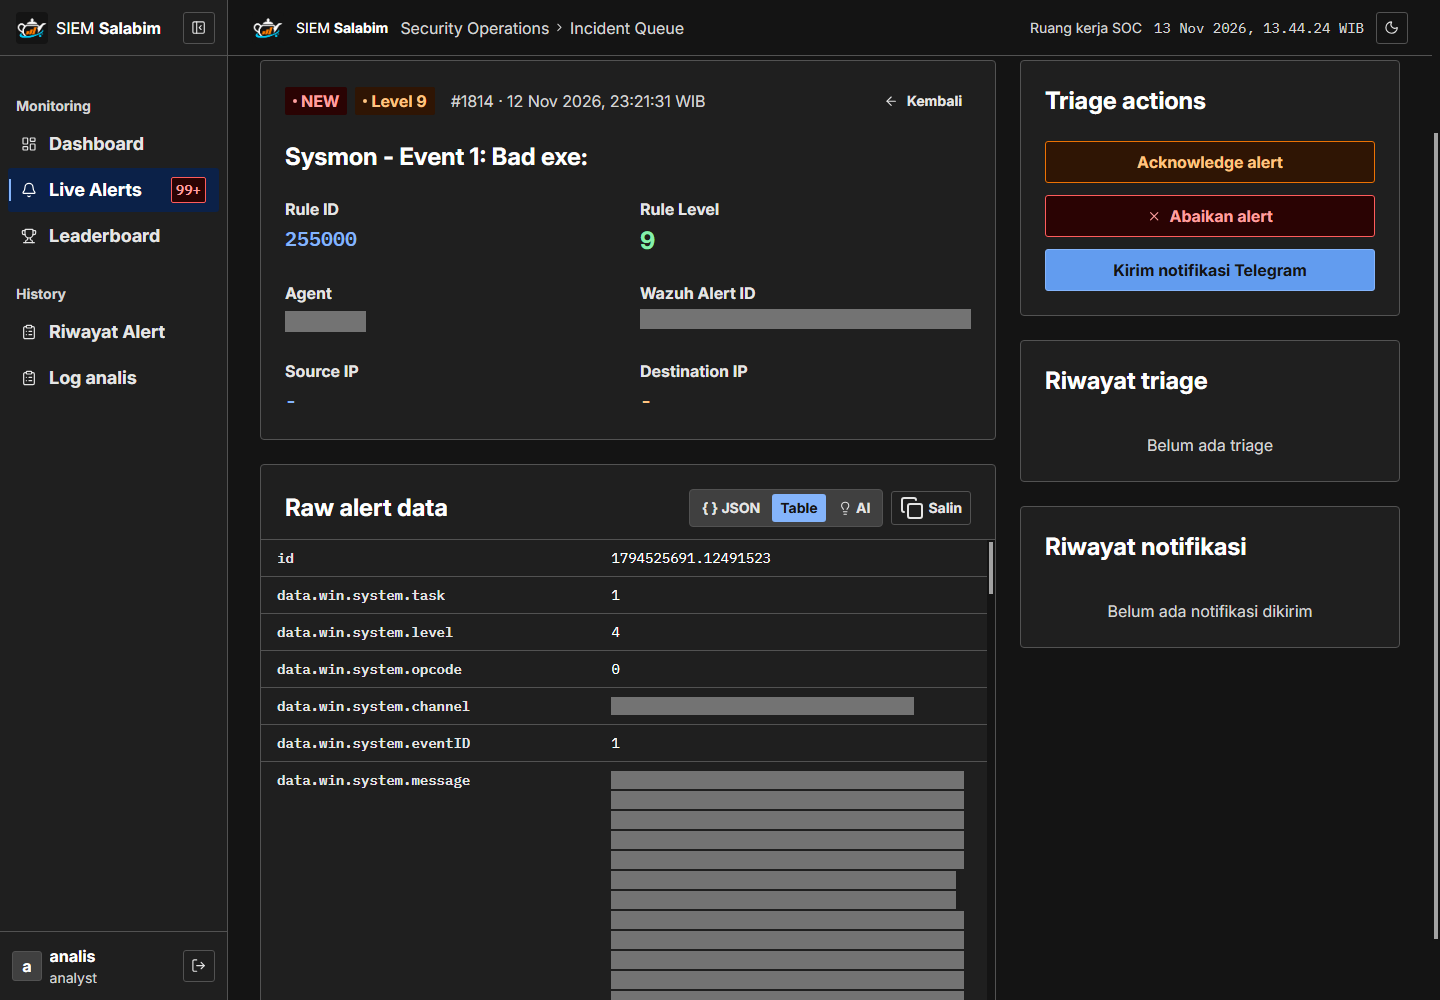 SIEM Salabim
SIEM Salabim Security Operations › Incident Queue
Ruang kerja SOC 13 Nov 2026, 13.44.24 WIB
Monitoring
Dashboard
Live Alerts 99+
Leaderboard
History
Riwayat Alert
Log analis
a
analis
analyst
• NEW • Level 9 #1814 · 12 Nov 2026, 23:21:31 WIB
← Kembali
Sysmon - Event 1: Bad exe:
Rule ID
255000
Rule Level
9
Agent
Wazuh Alert ID
Source IP
-
Destination IP
-
Raw alert data
{ } JSON Table AI Salin
id 1794525691.12491523
data.win.system.task 1
data.win.system.level 4
data.win.system.opcode 0
data.win.system.channel
data.win.system.eventID 1
data.win.system.message
Triage actions
Acknowledge alert
× Abaikan alert
Kirim notifikasi Telegram
Riwayat triage
Belum ada triage
Riwayat notifikasi
Belum ada notifikasi dikirim